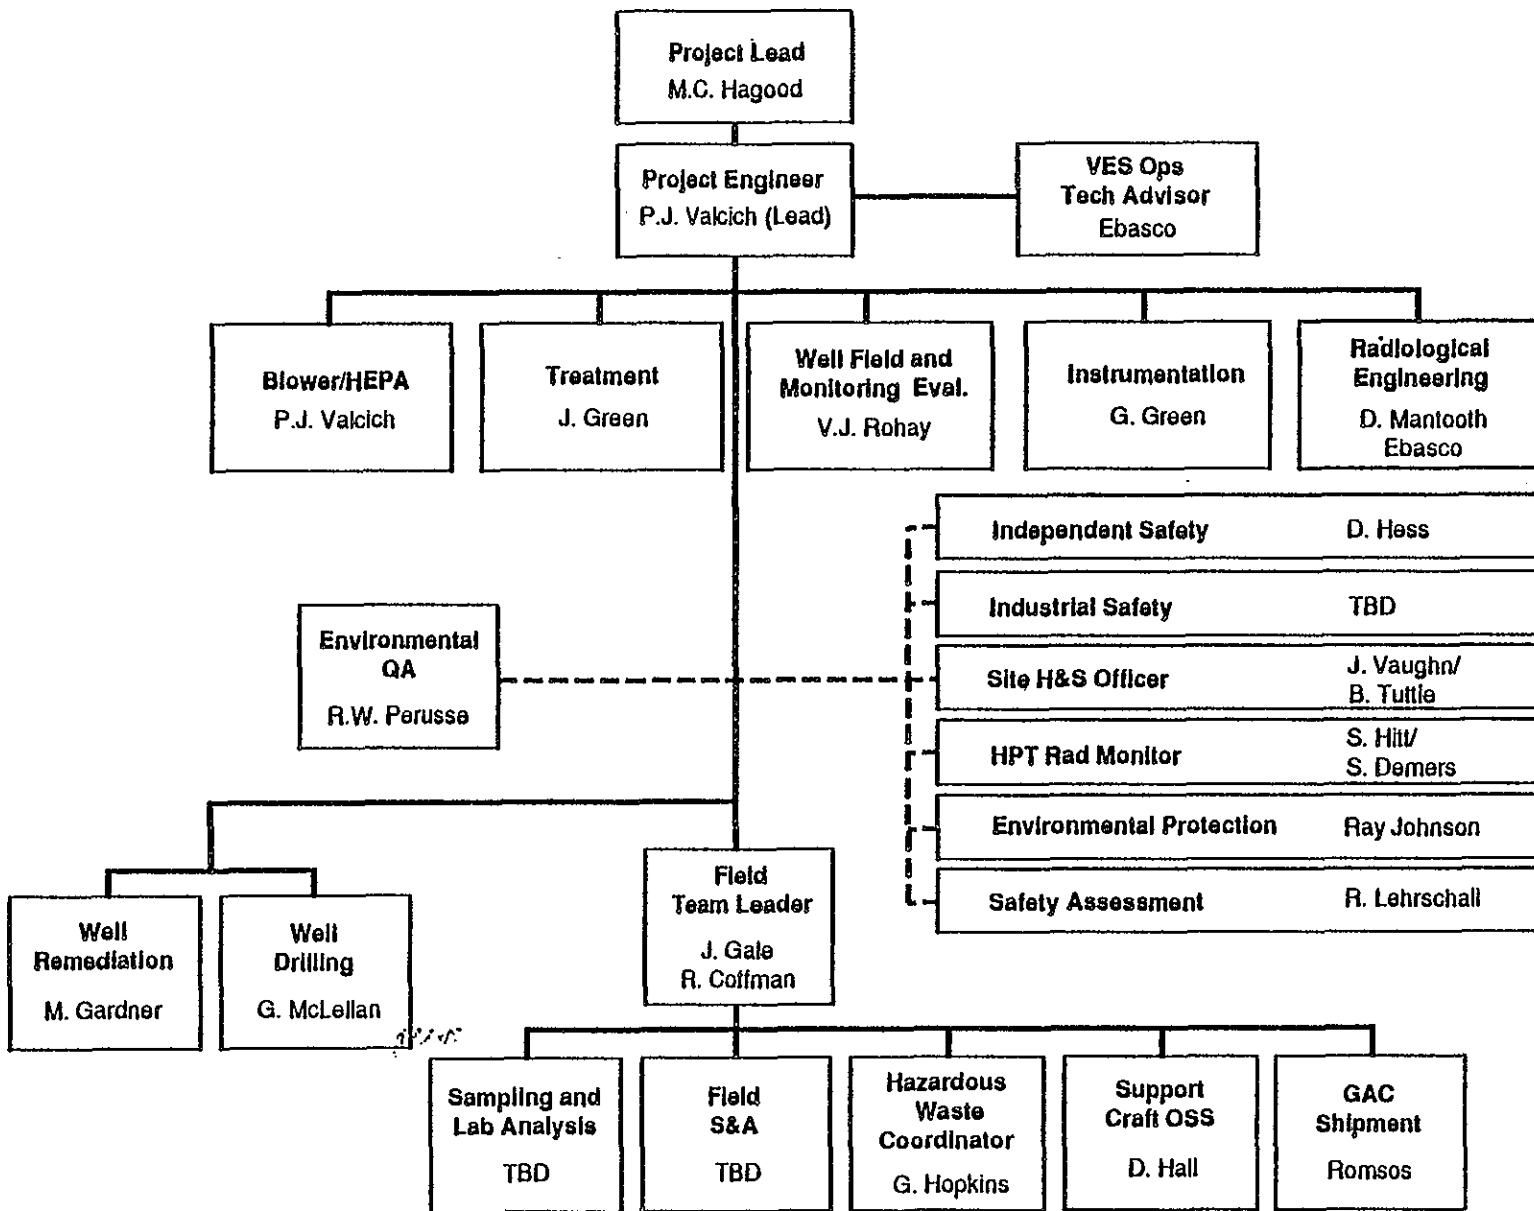 Project Lead
M.C. Hagood
Project Engineer
P.J. Valcich (Lead)
VES Ops
Tech Advisor
Ebasco
Blower/HEPA
P.J. Valcich
Treatment
J. Green
Well Field and
Monitoring Eval.
V.J. Rohay
Instrumentation
G. Green
Radiological
Engineering
D. Mantooth
Ebasco
Independent Safety D. Hess
Industrial Safety TBD
Environmental
QA
R.W. Perusse
Site H&S Officer J. Vaughn/
B. Tuttle
HPT Rad Monitor S. Hitt/
S. Demers
Environmental Protection Ray Johnson
Safety Assessment R. Lehrschall
Well
Remediation
M. Gardner
Well
Drilling
G. McLellan
Field
Team Leader
J. Gale
R. Coffman
Sampling and
Lab Analysis
TBD
Field
S&A
TBD
Hazardous
Waste
Coordinator
G. Hopkins
Support
Craft OSS
D. Hall
GAC
Shipment
Romsos